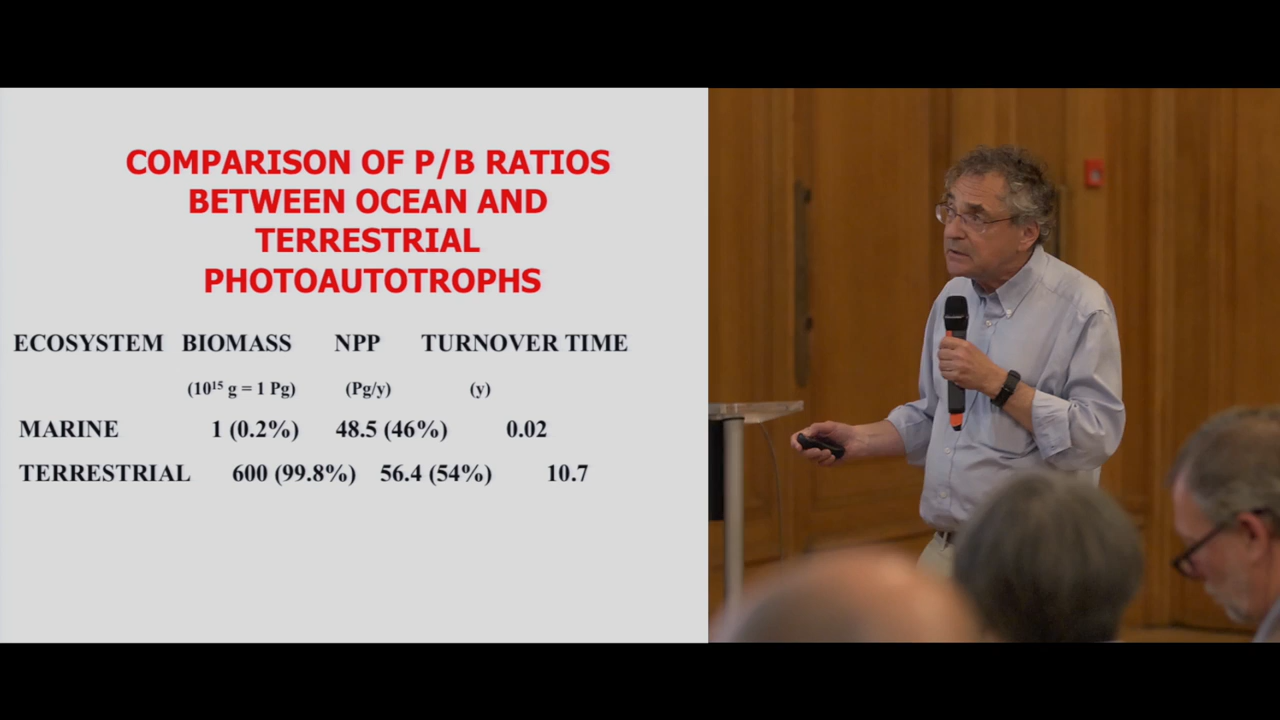 COMPARISON OF P/B RATIOS
BETWEEN OCEAN AND
TERRESTRIAL
PHOTOAUTOTROPHS
ECOSYSTEM BIOMASS NPP TURNOVER TIME
(10¹⁵ g = 1 Pg) (Pg/y) (y)
MARINE 1 (0.2%) 48.5 (46%) 0.02
TERRESTRIAL 600 (99.8%) 56.4 (54%) 10.7